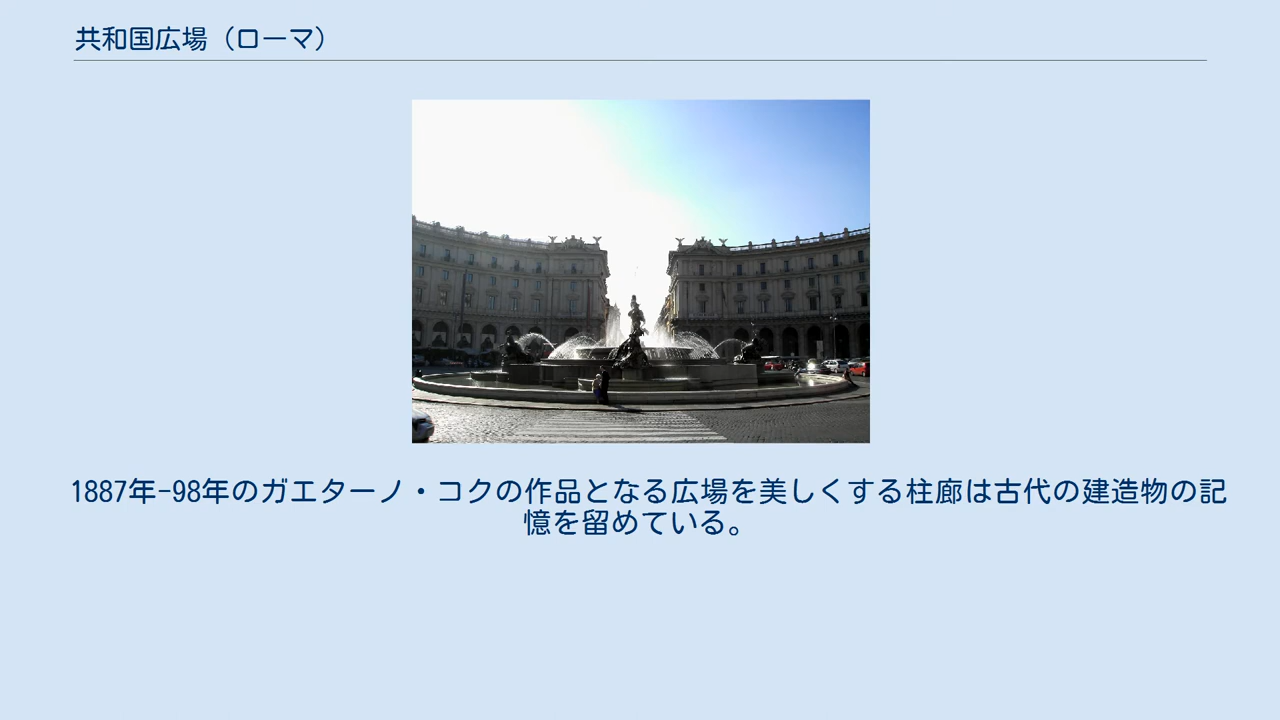 共和国広場（ローマ）
1887年-98年のガエターノ・コクの作品となる広場を美しくする柱廊は古代の建造物の記
憶を留めている。